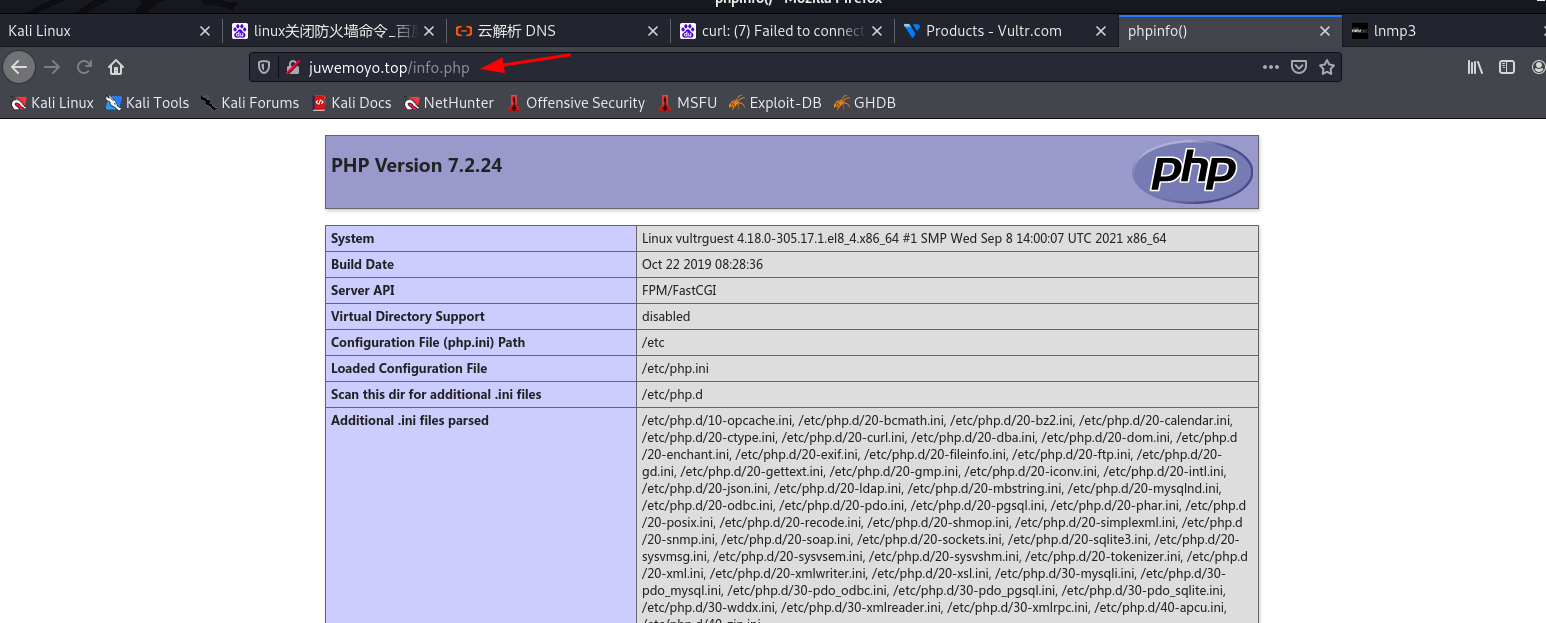 phpinfo() - Mozilla Firefox
Kali Linux
linux关闭防火墙命令_百
云解析 DNS
curl: (7) Failed to connect
Products - Vultr.com
phpinfo()
lnmp3
juwemoyo.top/info.php
Kali Linux
Kali Tools
Kali Forums
Kali Docs
NetHunter
Offensive Security
MSFU
Exploit-DB
GHDB
PHP Version 7.2.24
php
System
Linux vultrguest 4.18.0-305.17.1.el8_4.x86_64 #1 SMP Wed Sep 8 14:00:07 UTC 2021 x86_64
Build Date
Oct 22 2019 08:28:36
Server API
FPM/FastCGI
Virtual Directory Support
disabled
Configuration File (php.ini) Path
/etc
Loaded Configuration File
/etc/php.ini
Scan this dir for additional .ini files
/etc/php.d
Additional .ini files parsed
/etc/php.d/10-opcache.ini, /etc/php.d/20-bcmath.ini, /etc/php.d/20-bz2.ini, /etc/php.d/20-calendar.ini,
/etc/php.d/20-ctype.ini, /etc/php.d/20-curl.ini, /etc/php.d/20-dba.ini, /etc/php.d/20-dom.ini, /etc/php.d
/20-enchant.ini, /etc/php.d/20-exif.ini, /etc/php.d/20-fileinfo.ini, /etc/php.d/20-ftp.ini, /etc/php.d/20-
gd.ini, /etc/php.d/20-gettext.ini, /etc/php.d/20-gmp.ini, /etc/php.d/20-iconv.ini, /etc/php.d/20-intl.ini,
/etc/php.d/20-json.ini, /etc/php.d/20-ldap.ini, /etc/php.d/20-mbstring.ini, /etc/php.d/20-mysqlnd.ini,
/etc/php.d/20-odbc.ini, /etc/php.d/20-pdo.ini, /etc/php.d/20-pgsql.ini, /etc/php.d/20-phar.ini, /etc/php.d
/20-posix.ini, /etc/php.d/20-recode.ini, /etc/php.d/20-shmop.ini, /etc/php.d/20-simplexml.ini, /etc/php.d
/20-snmp.ini, /etc/php.d/20-soap.ini, /etc/php.d/20-sockets.ini, /etc/php.d/20-sqlite3.ini, /etc/php.d/20-
sysvmsg.ini, /etc/php.d/20-sysvsem.ini, /etc/php.d/20-sysvshm.ini, /etc/php.d/20-tokenizer.ini, /etc/php.d
/20-xml.ini, /etc/php.d/20-xmlwriter.ini, /etc/php.d/20-xsl.ini, /etc/php.d/30-mysqli.ini, /etc/php.d/30-
pdo_mysql.ini, /etc/php.d/30-pdo_odbc.ini, /etc/php.d/30-pdo_pgsql.ini, /etc/php.d/30-pdo_sqlite.ini,
/etc/php.d/30-wddx.ini, /etc/php.d/30-xmlreader.ini, /etc/php.d/30-xmlrpc.ini, /etc/php.d/40-apcu.ini,
/etc/php.d/40-zip.ini